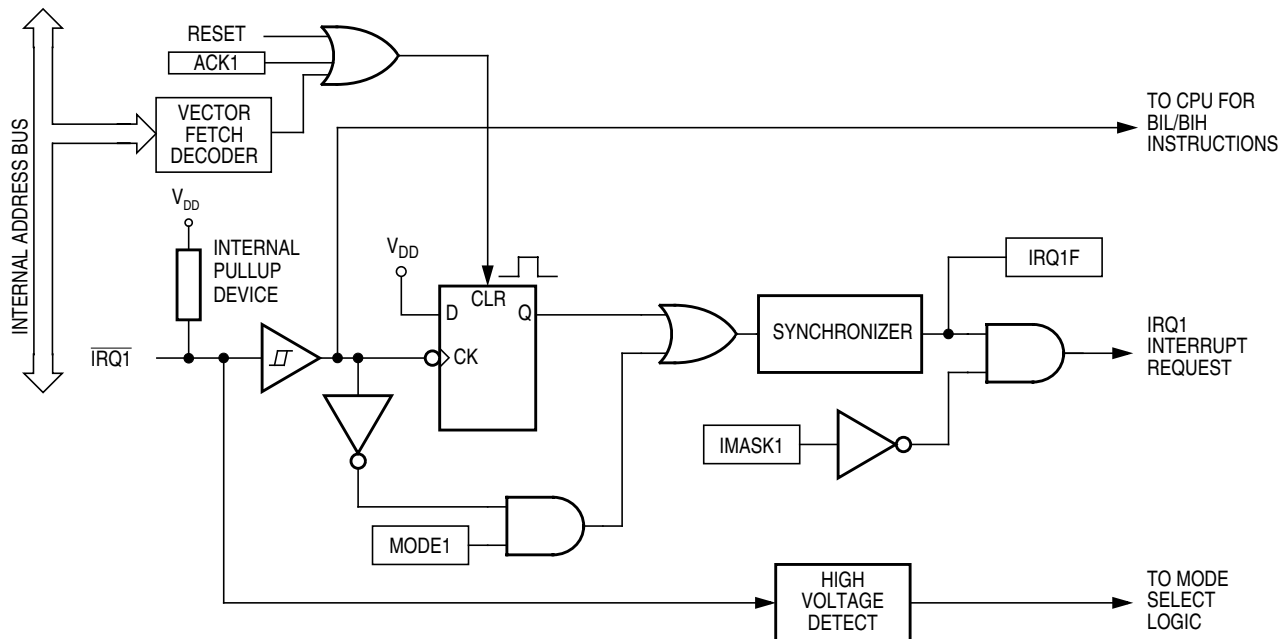 INTERNAL ADDRESS BUS
RESET
ACK1
VECTOR
FETCH
DECODER
TO CPU FOR
BIL/BIH
INSTRUCTIONS
VDD
INTERNAL
PULLUP
DEVICE
VDD
CLR
D
Q
CK
IRQ1
SYNCHRONIZER
IRQ1F
IRQ1
INTERRUPT
REQUEST
IMASK1
MODE1
HIGH
VOLTAGE
DETECT
TO MODE
SELECT
LOGIC